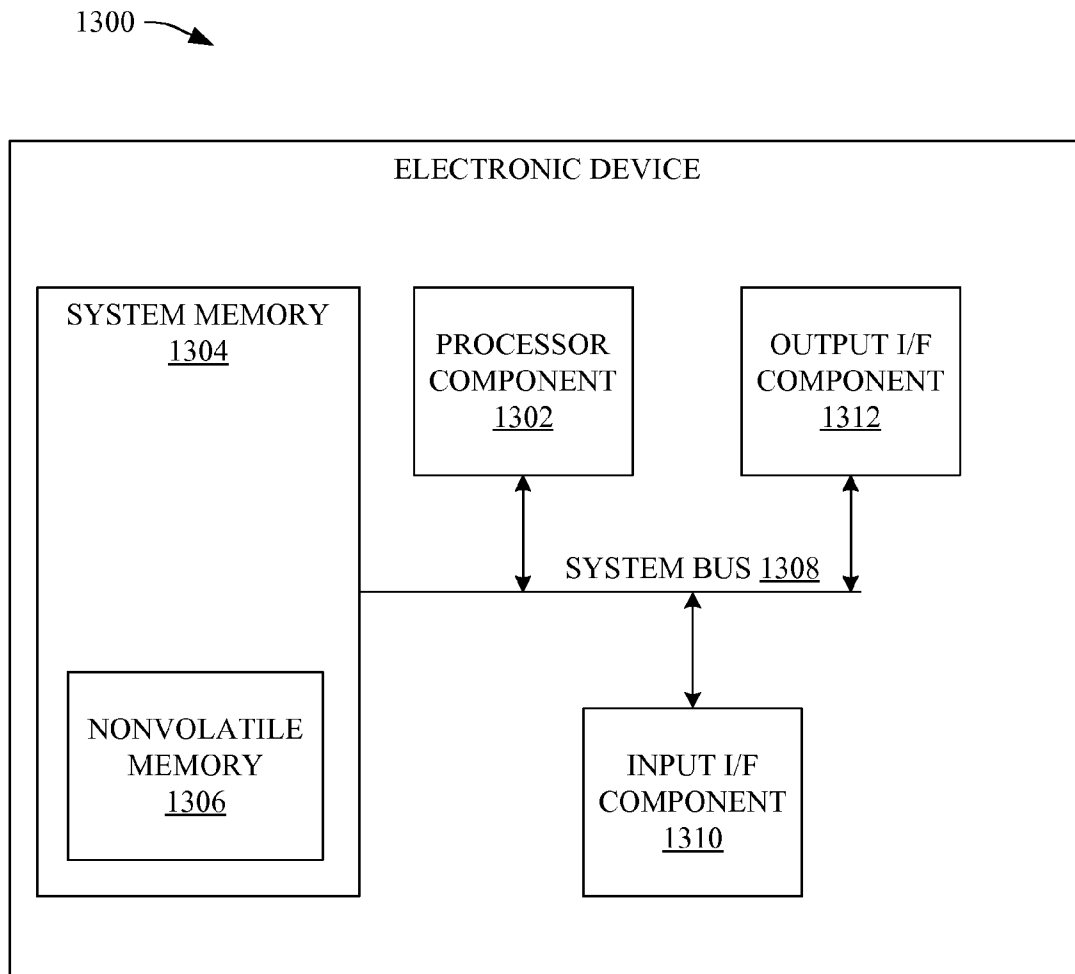 1300
ELECTRONIC DEVICE
SYSTEM MEMORY
1304
PROCESSOR
COMPONENT
1302
OUTPUT I/F
COMPONENT
1312
SYSTEM BUS 1308
NONVOLATILE
MEMORY
1306
INPUT I/F
COMPONENT
1310